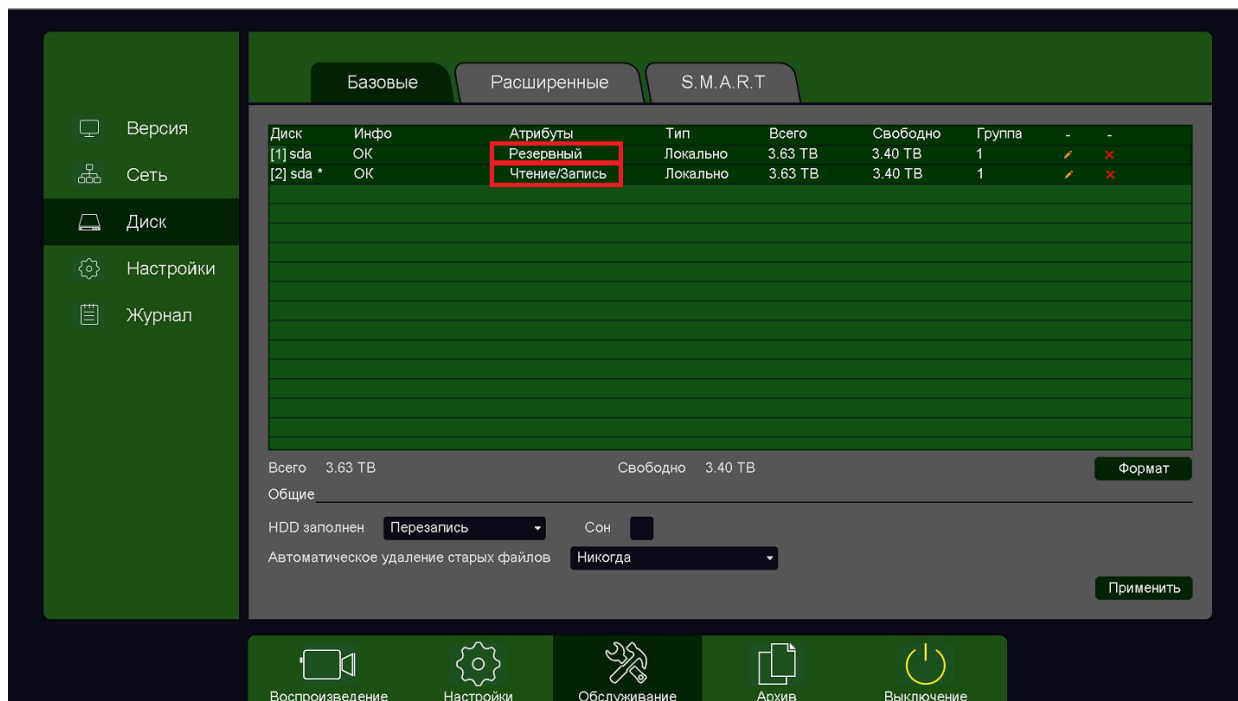 Базовые Расширенные S.M.A.R.T
Версия
Сеть
Диск
Настройки
Журнал
Диск Инфо Атрибуты Тип Всего Свободно Группа - -
[1] sda ОК Резервный Локально 3.63 TB 3.40 TB 1
[2] sda * ОК Чтение/Запись Локально 3.63 TB 3.40 TB 1
Всего 3.63 TB Свободно 3.40 TB Формат
Общие
HDD заполнен Перезапись Сон
Автоматическое удаление старых файлов Никогда
Применить
Воспроизведение Настройки Обслуживание Архив Выключение